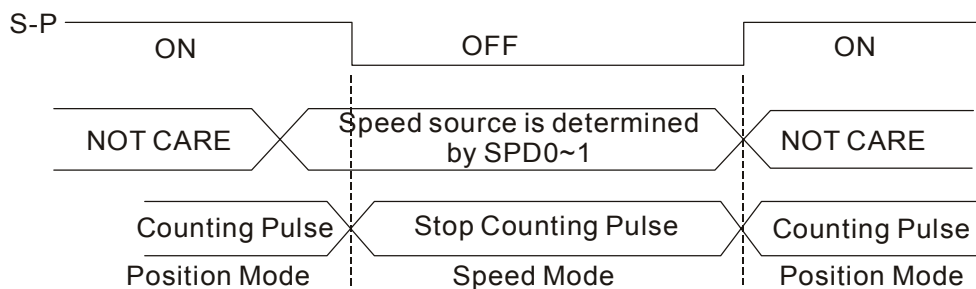 S-P
ON OFF ON
NOT CARE Speed source is determined by SPD0~1 NOT CARE
Counting Pulse Stop Counting Pulse Counting Pulse
Position Mode Speed Mode Position Mode